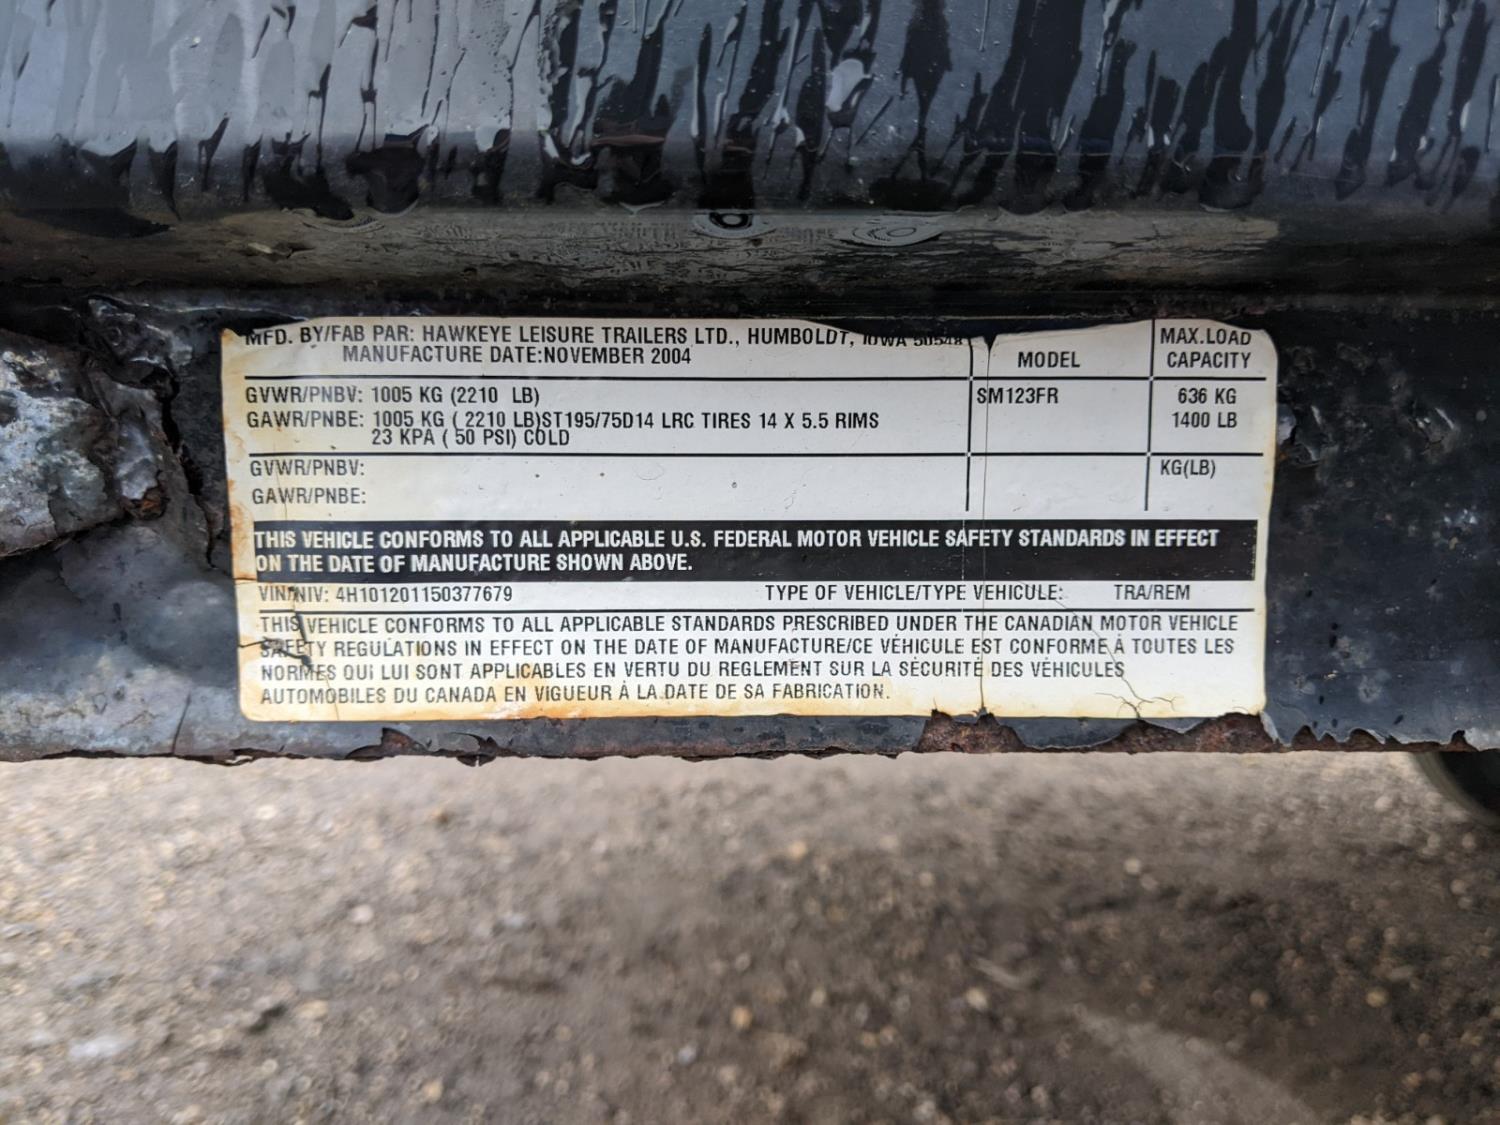 MFD. BY/FAB PAR: HAWKEYE LEISURE TRAILERS LTD., HUMBOLDT, IOWA 50548
MANUFACTURE DATE:NOVEMBER 2004
MODEL
MAX.LOAD
CAPACITY
GVWR/PNBV: 1005 KG (2210 LB)
SM123FR
636 KG
GAWR/PNBE: 1005 KG ( 2210 LB)ST195/75D14 LRC TIRES 14 X 5.5 RIMS
1400 LB
23 KPA ( 50 PSI) COLD
GVWR/PNBV:
KG(LB)
GAWR/PNBE:
THIS VEHICLE CONFORMS TO ALL APPLICABLE U.S. FEDERAL MOTOR VEHICLE SAFETY STANDARDS IN EFFECT
ON THE DATE OF MANUFACTURE SHOWN ABOVE.
VIN/NIV: 4H101201150377679 TYPE OF VEHICLE/TYPE VEHICULE: TRA/REM
THIS VEHICLE CONFORMS TO ALL APPLICABLE STANDARDS PRESCRIBED UNDER THE CANADIAN MOTOR VEHICLE
SAFETY REGULATIONS IN EFFECT ON THE DATE OF MANUFACTURE/CE VÉHICULE EST CONFORME À TOUTES LES
NORMES QUI LUI SONT APPLICABLES EN VERTU DU REGLEMENT SUR LA SÉCURITÉ DES VÉHICULES
AUTOMOBILES DU CANADA EN VIGUEUR À LA DATE DE SA FABRICATION.